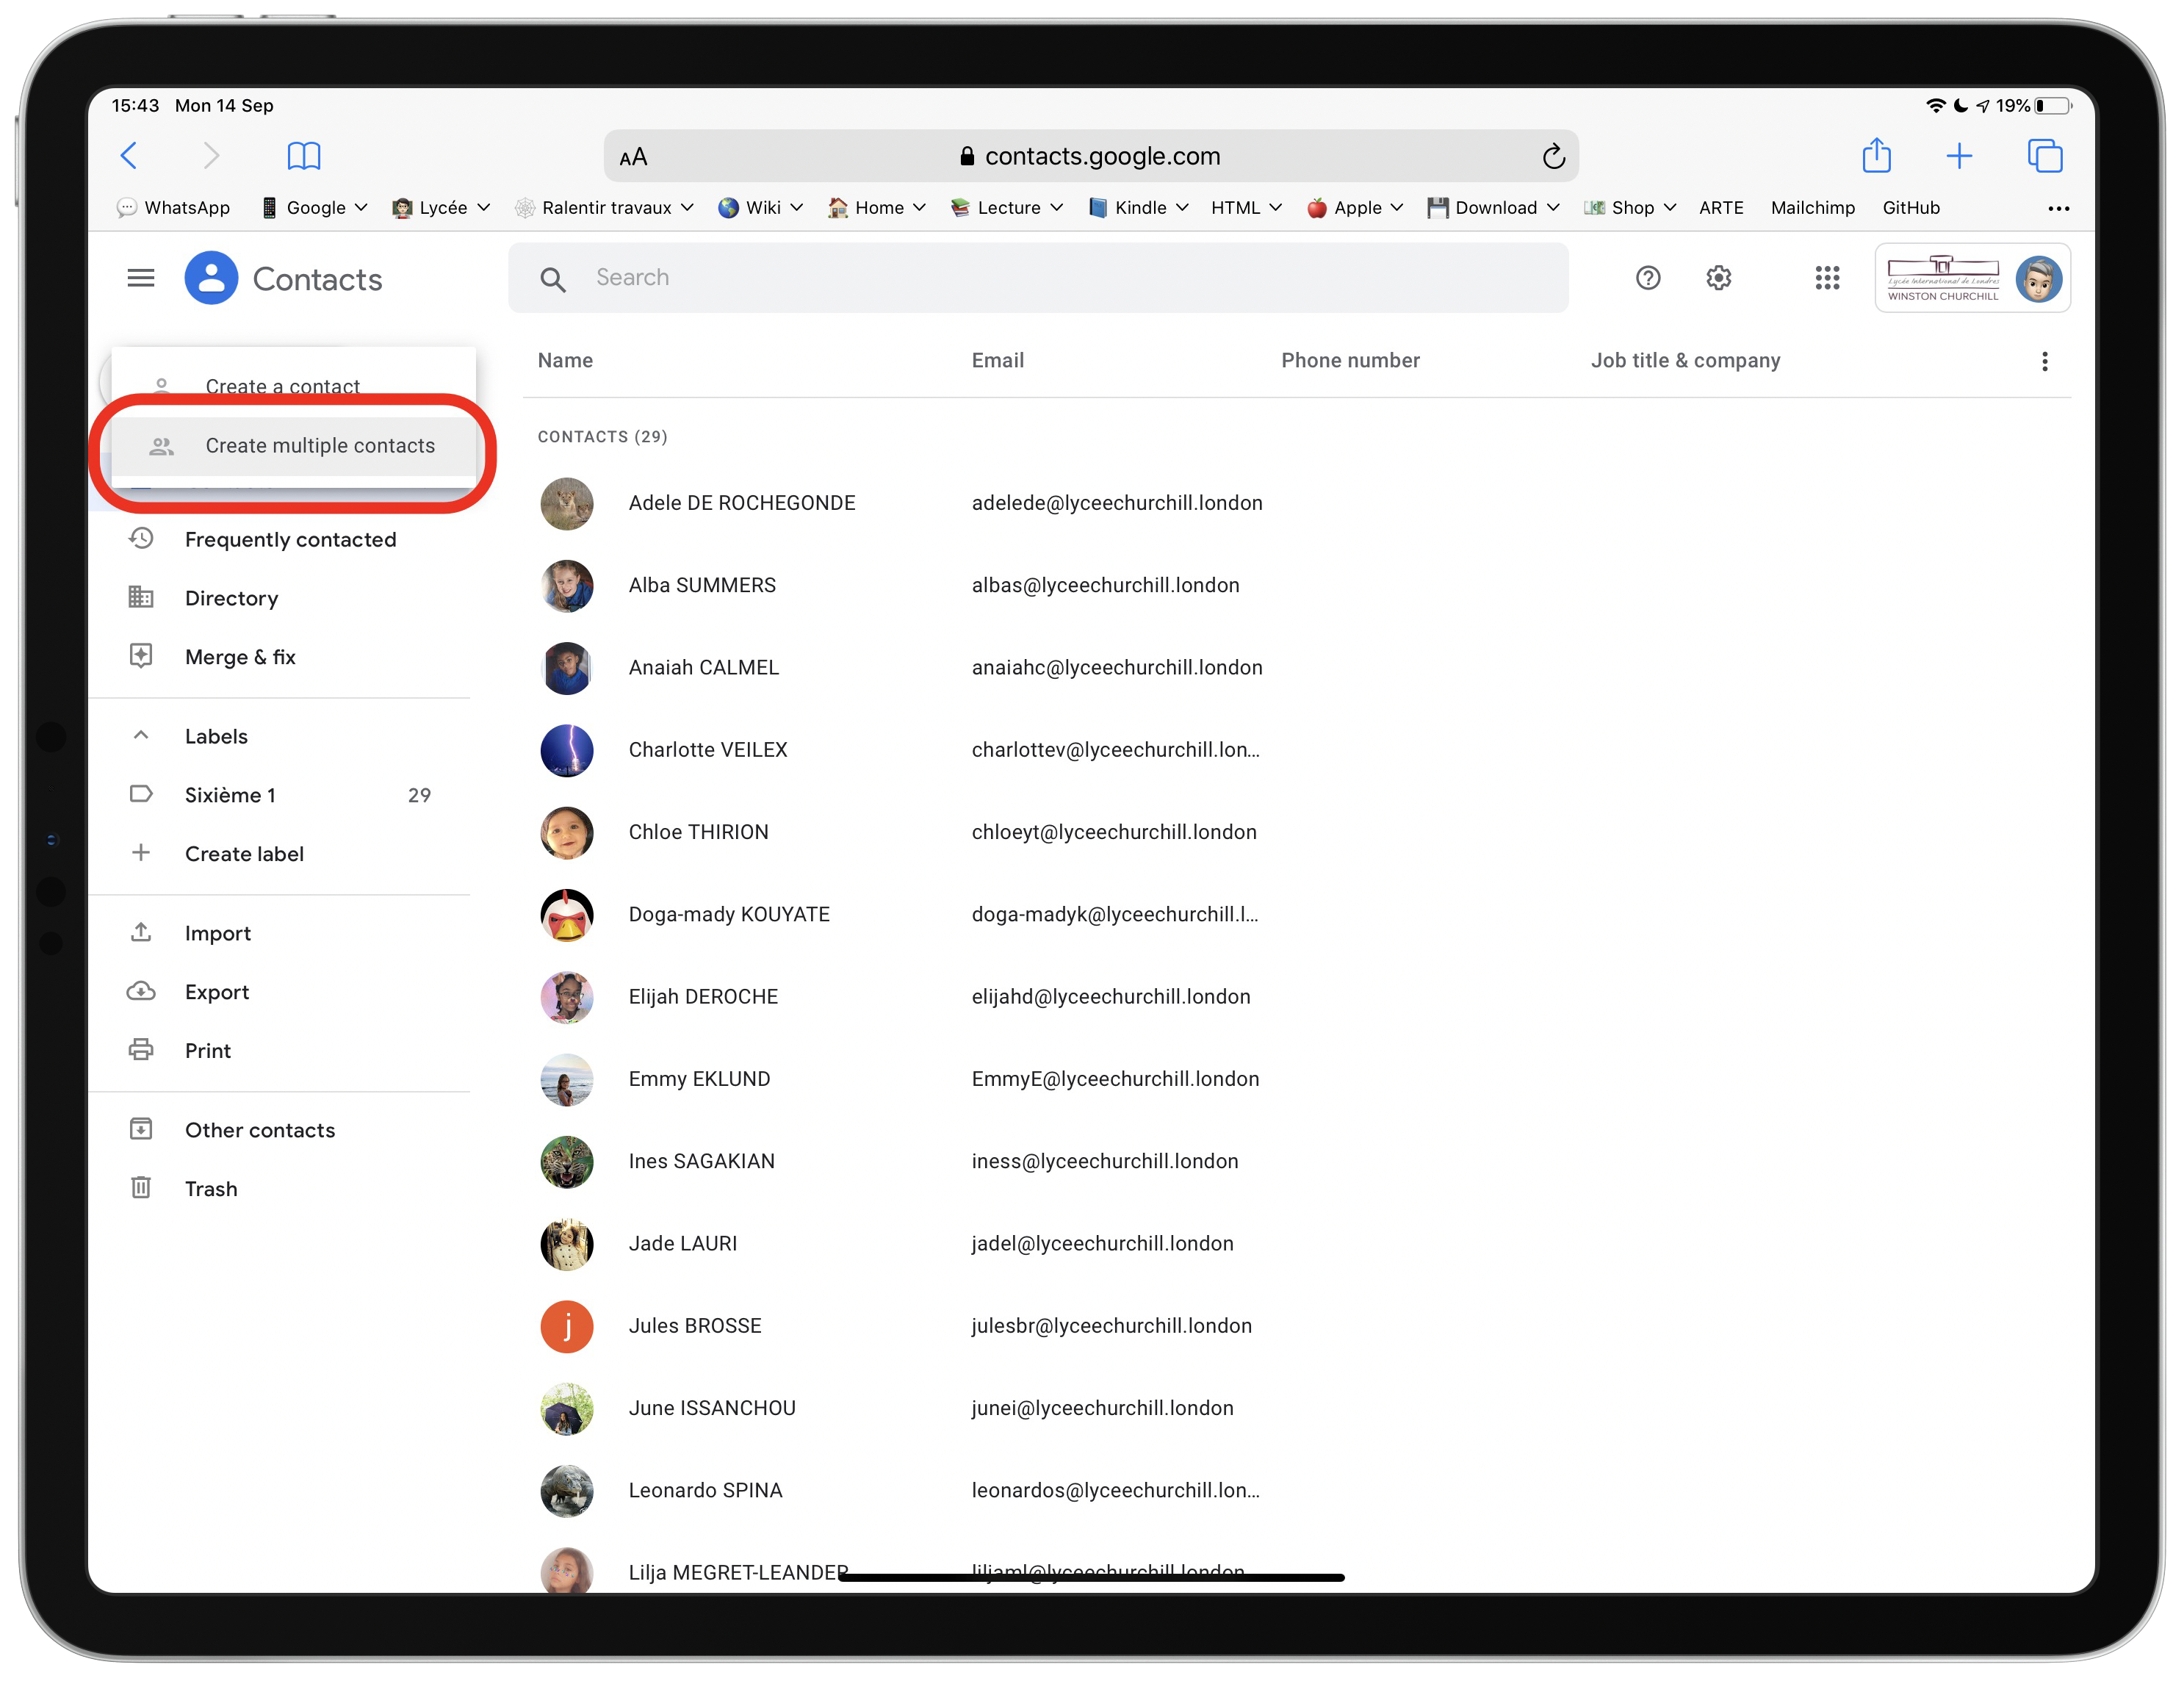 15:43 Mon 14 Sep
19%
AA contacts.google.com
WhatsApp Google Lycée Ralentir travaux Wiki Home Lecture Kindle HTML Apple Download Shop ARTE Mailchimp GitHub
Contacts
Search
Lycée International de Londres
WINSTON CHURCHILL
Create a contact
Create multiple contacts
Frequently contacted
Directory
Merge & fix
Labels
Sixième 1 29
Create label
Import
Export
Print
Other contacts
Trash
Name Email Phone number Job title & company
CONTACTS (29)
Adele DE ROCHEGONDE adelede@lyceechurchill.london
Alba SUMMERS albas@lyceechurchill.london
Anaiah CALMEL anaiahc@lyceechurchill.london
Charlotte VEILEX charlottev@lyceechurchill.lon...
Chloe THIRION chloeyt@lyceechurchill.london
Doga-mady KOUYATE doga-madyk@lyceechurchill.l...
Elijah DEROCHE elijahd@lyceechurchill.london
Emmy EKLUND EmmyE@lyceechurchill.london
Ines SAGAKIAN iness@lyceechurchill.london
Jade LAURI jadel@lyceechurchill.london
j
Jules BROSSE julesbr@lyceechurchill.london
June ISSANCHOU junei@lyceechurchill.london
Leonardo SPINA leonardos@lyceechurchill.lon...
Lilja MEGRET-LEANDER liljaml@lyceechurchill.london